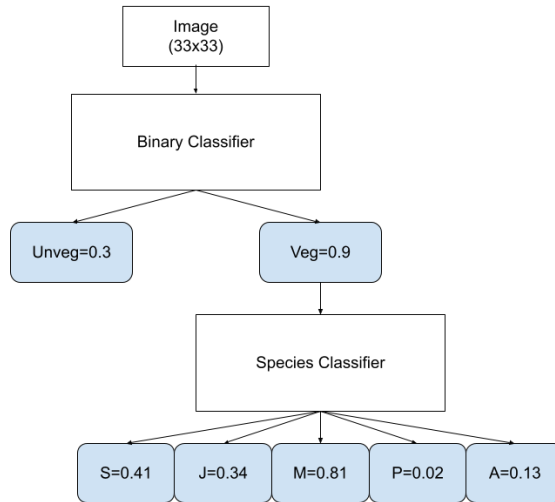 Image
(33x33)
Binary Classifier
Unveg=0.3
Veg=0.9
Species Classifier
S=0.41
J=0.34
M=0.81
P=0.02
A=0.13